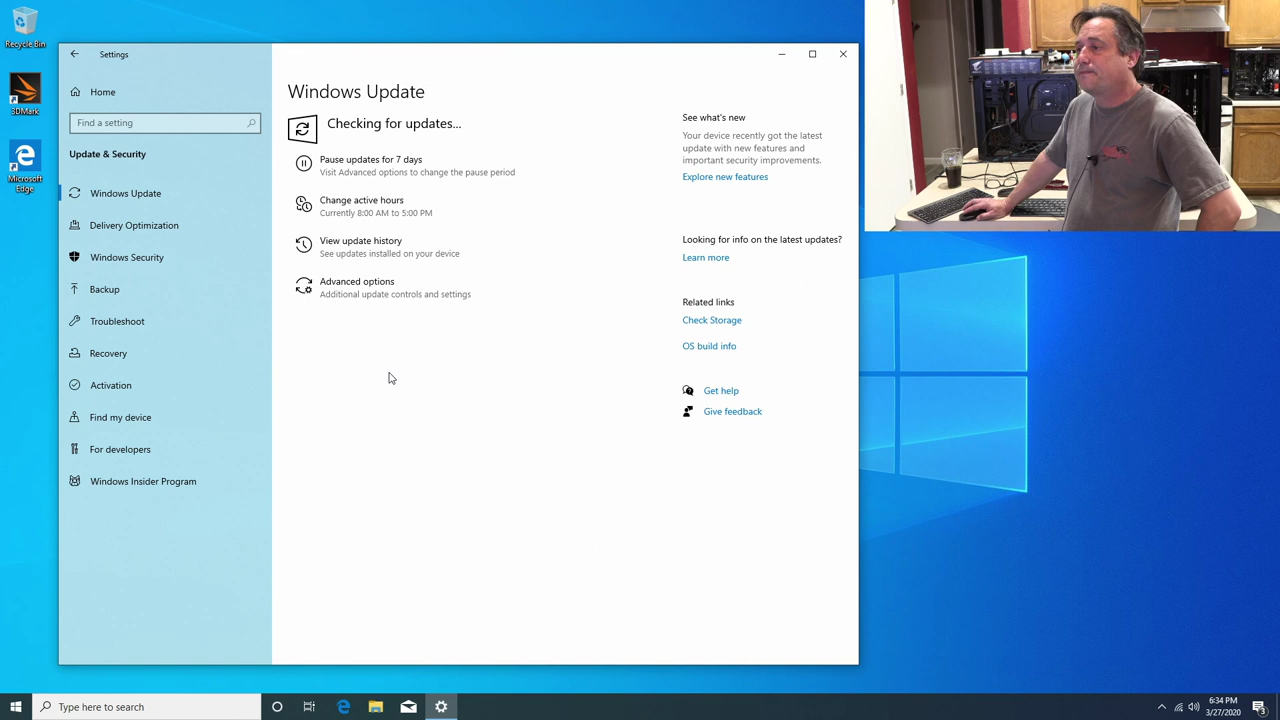 Recycle Bin
3DMark
Microsoft
Edge
Settings
Home
Find a setting
Update & Security
Windows Update
Delivery Optimization
Windows Security
Backup
Troubleshoot
Recovery
Activation
Find my device
For developers
Windows Insider Program
Windows Update
Checking for updates...
Pause updates for 7 days
Visit Advanced options to change the pause period
Change active hours
Currently 8:00 AM to 5:00 PM
View update history
See updates installed on your device
Advanced options
Additional update controls and settings
See what's new
Your device recently got the latest
update with new features and
important security improvements.
Explore new features
Looking for info on the latest updates?
Learn more
Related links
Check Storage
OS build info
Get help
Give feedback
Type here to search
6:34 PM
3/27/2020
3